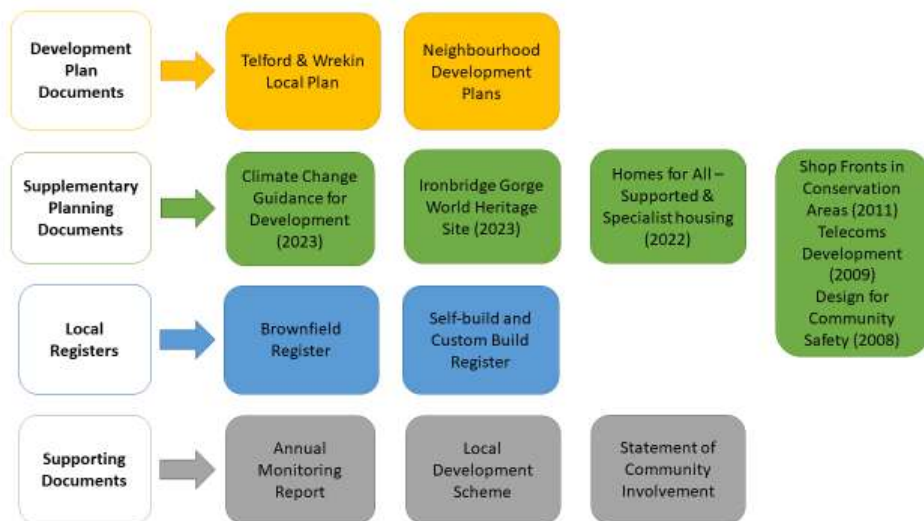 Development
Plan
Documents
Telford & Wrekin
Local Plan
Neighbourhood
Development
Plans
Supplementary
Planning
Documents
Climate Change
Guidance for
Development
(2023)
Ironbridge Gorge
World Heritage
Site (2023)
Homes for All –
Supported &
Specialist housing
(2022)
Shop Fronts in
Conservation
Areas (2011)
Telecoms
Development
(2009)
Design for
Community
Safety (2008)
Local
Registers
Brownfield
Register
Self-build and
Custom Build
Register
Supporting
Documents
Annual
Monitoring
Report
Local
Development
Scheme
Statement of
Community
Involvement